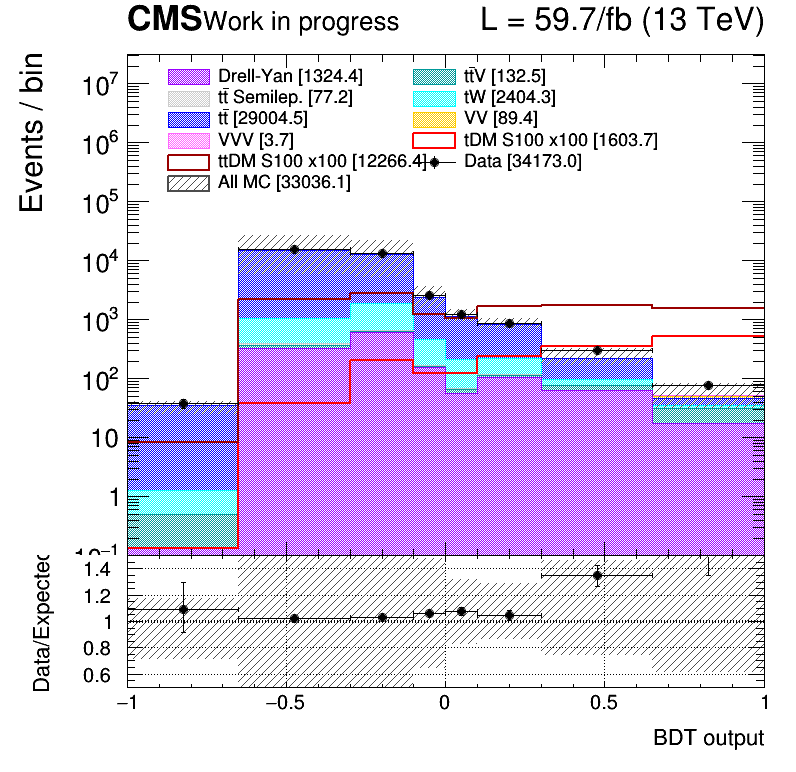 CMS Work in progress L = 59.7/fb (13 TeV)
Events / bin
10⁷
10⁶
10⁵
10⁴
10³
10²
10
1
10⁻¹
Drell-Yan [1324.4] tt̄V [132.5]
tt̄ Semilep. [77.2] tW [2404.3]
tt̄ [29004.5] VV [89.4]
VVV [3.7] tDM S100 x100 [1603.7]
ttDM S100 x100 [12266.4] Data [34173.0]
All MC [33036.1]
Data/Expected
1.4
1.2
1
0.8
0.6
−1 −0.5 0 0.5 1
BDT output